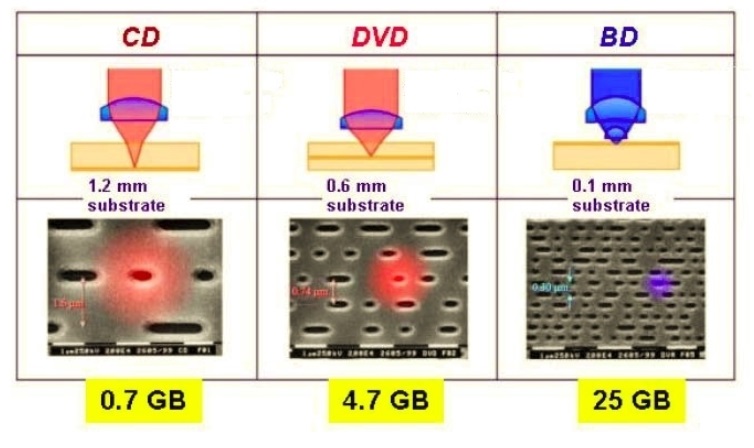 CD DVD BD
1.2 mm
substrate
0.6 mm
substrate
0.1 mm
substrate
1.6 µm
0.74 µm
0.40 µm
0.7 GB 4.7 GB 25 GB